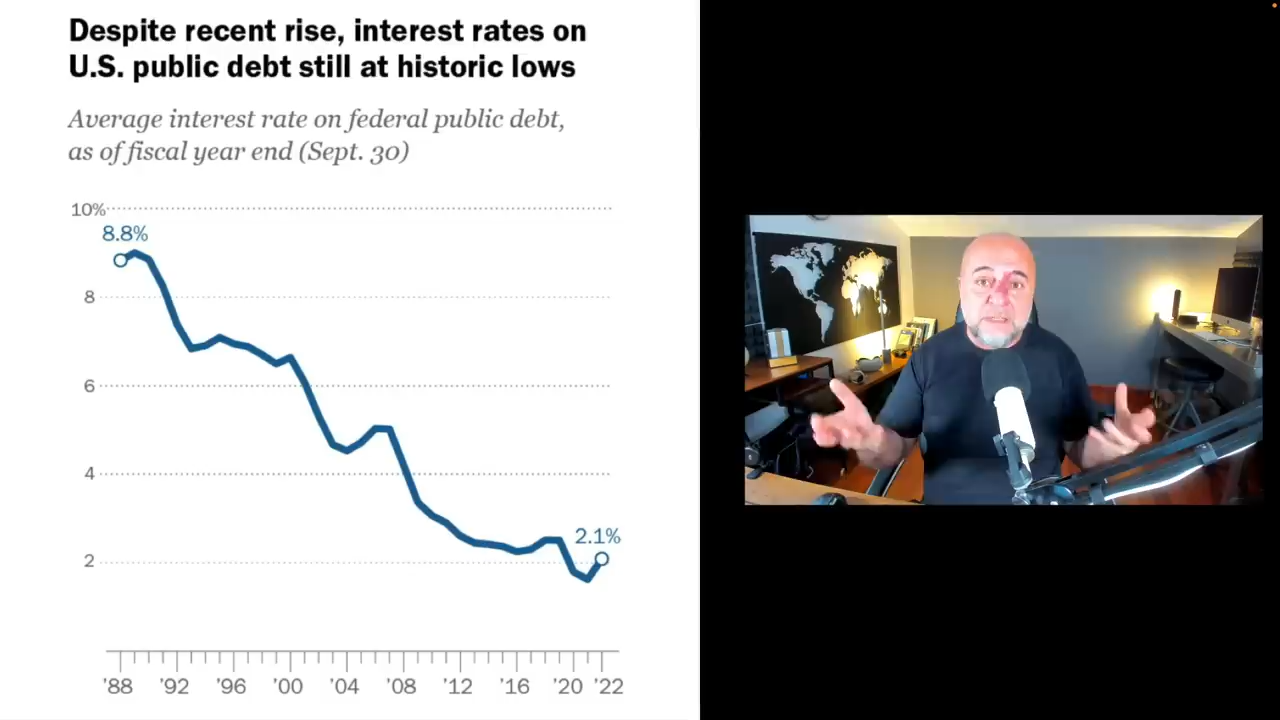 Despite recent rise, interest rates on
U.S. public debt still at historic lows
Average interest rate on federal public debt,
as of fiscal year end (Sept. 30)
10%
8.8%
8
6
4
2.1%
2
’88 ’92 ’96 ’00 ’04 ’08 ’12 ’16 ’20 ’22